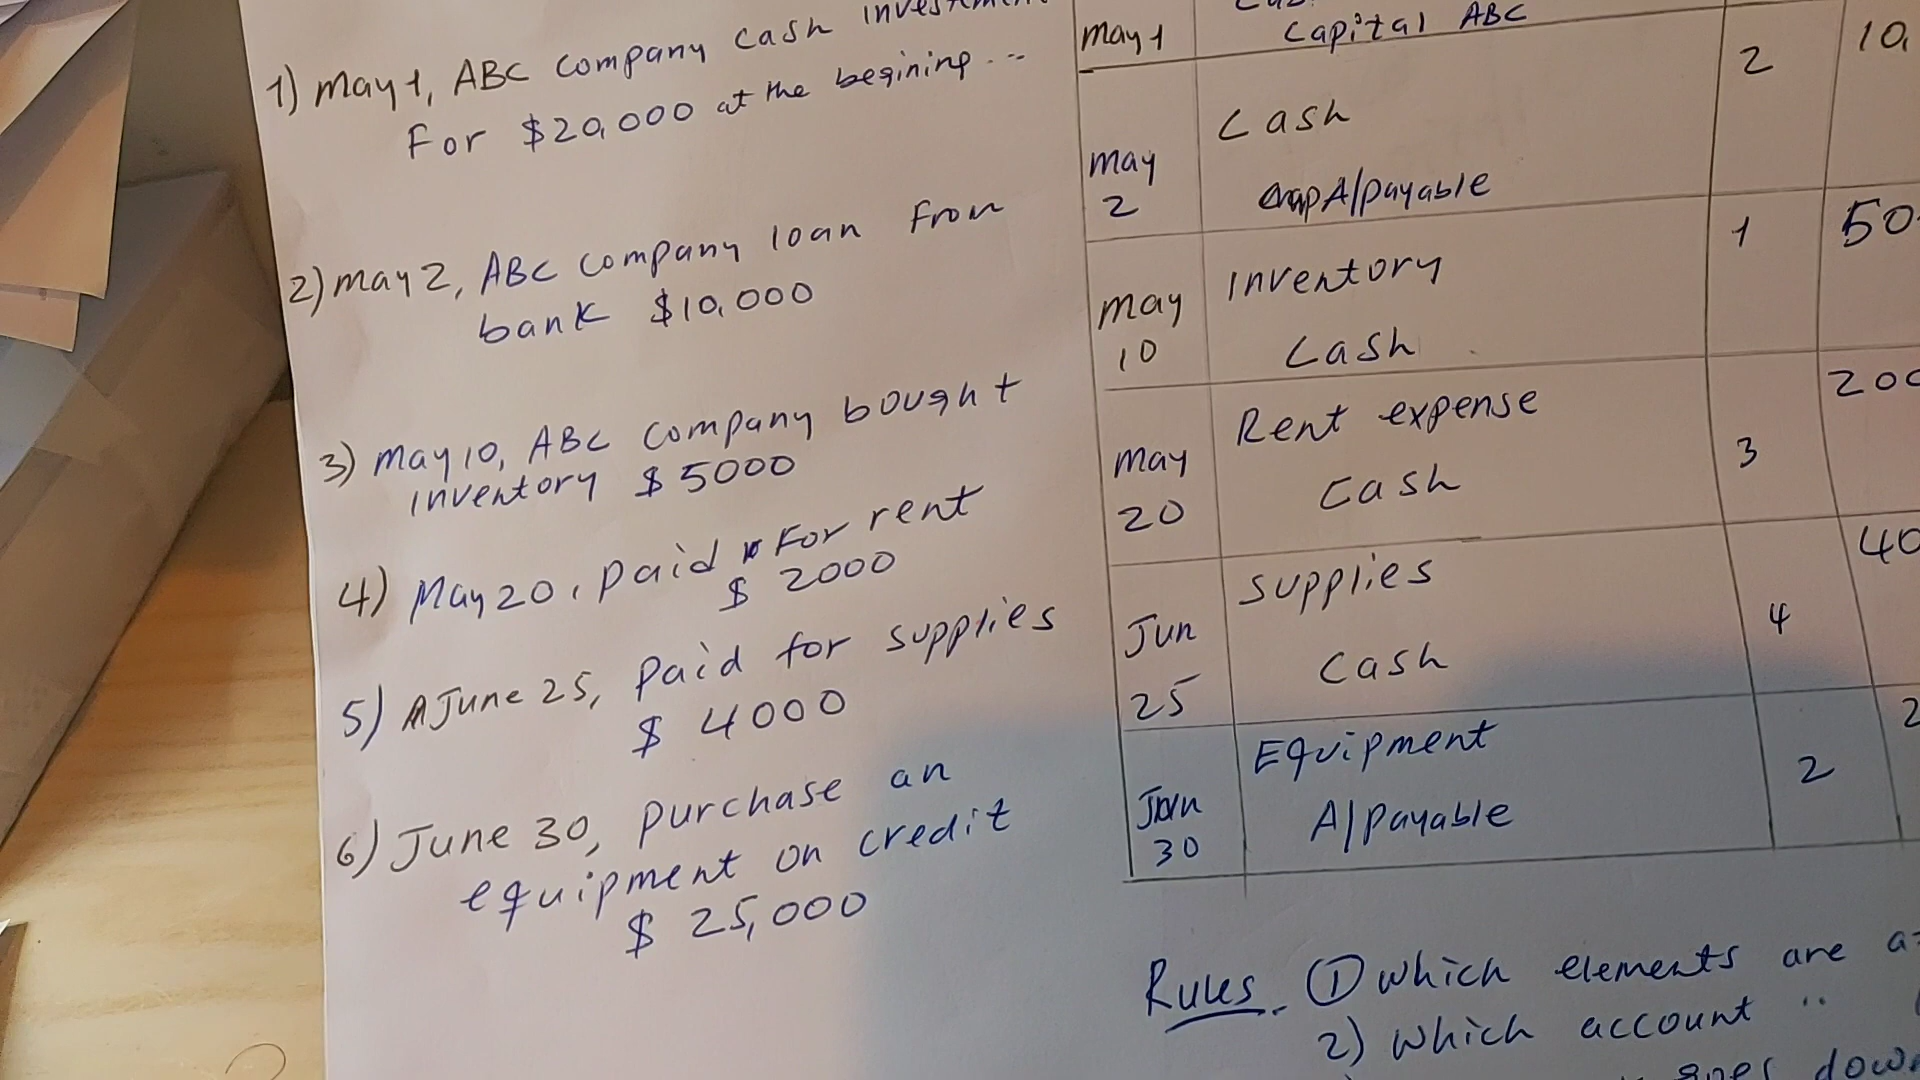 1) May 1, ABC company cash
For $20,000 at the begining...
2) may 2, ABC company loan From
bank $10,000
3) may 10, ABC company bought
inventory $5000
4) May 20, paid For rent
$ 2000
5) June 25, Paid for supplies
$ 4000
6) June 30, purchase an
equipment on credit
$ 25,000
may 1
Capital ABC
2
10,
Cash
may
2
A/payable
1
50
Inventory
may
10
Cash
200
Rent expense
may
20
Cash
3
40
Supplies
Jun
25
Cash
4
2
Equipment
Jun
30
A/payable
2
Rules. ① which elements are
2) which account "
down